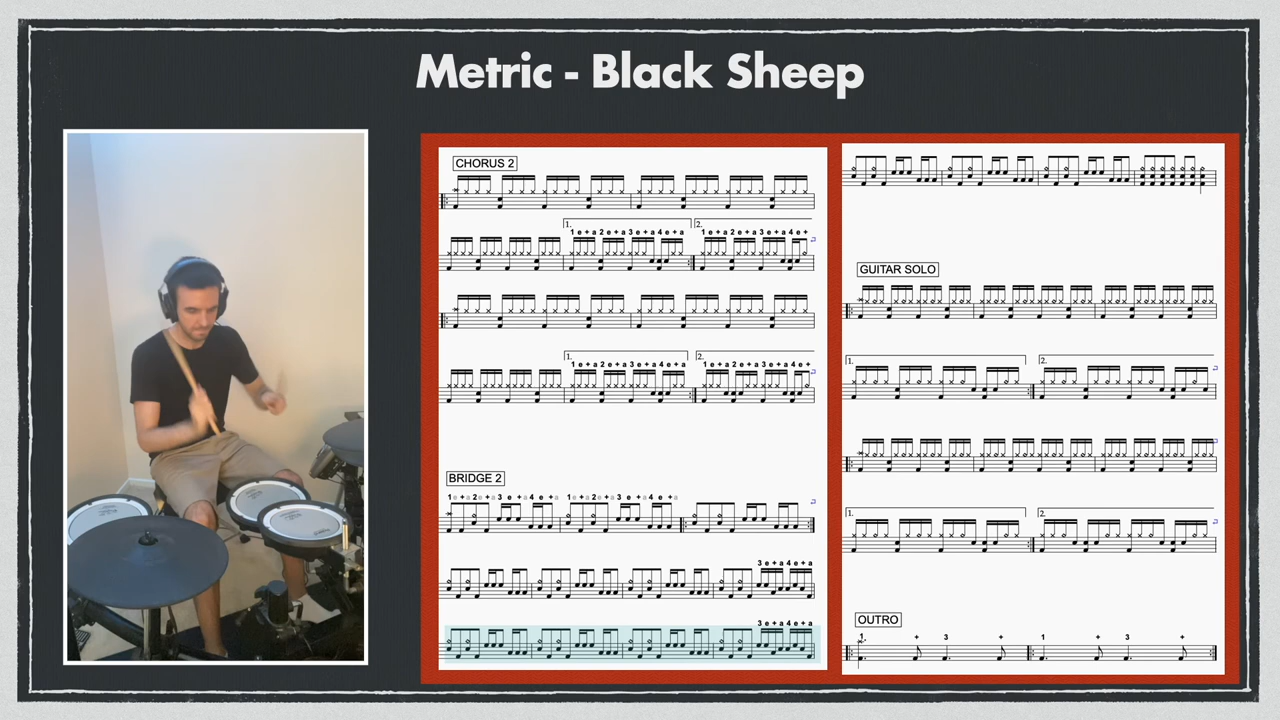 Metric - Black Sheep
CHORUS 2
1. 2.
1 e + a 2 e + a 3 e + a 4 e + a 1 e + a 2 e + a 3 e + a 4 e +
1. 2.
1 e + a 2 e + a 3 e + a 4 e + a 1 e + a 2 e + a 3 e + a 4 e +
BRIDGE 2
1 e + a 2 e + a 3 e + a 4 e + a 1 e + a 2 e + a 3 e + a 4 e + a
3 e + a 4 e + a
3 e + a 4 e + a
GUITAR SOLO
1. 2.
1. 2.
OUTRO
1 + 3 + 1 + 3 +